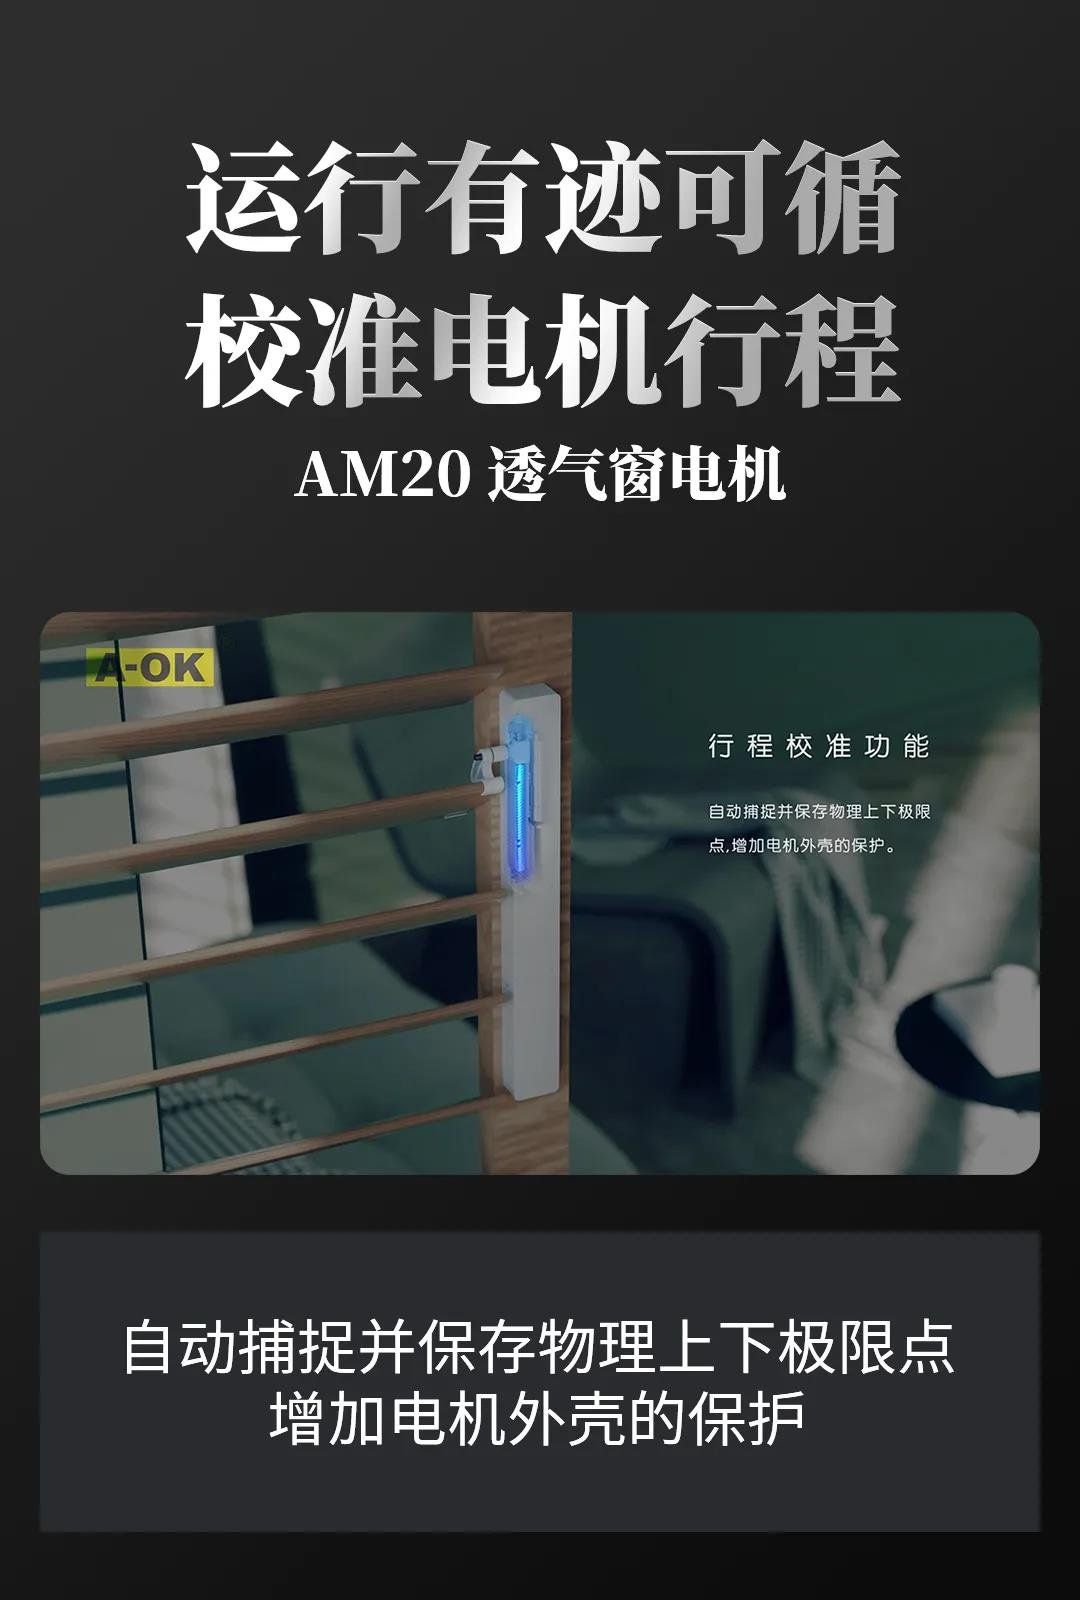 运行有迹可循
校准电机行程
AM20 透气窗电机
A-OK
行程校准功能
自动捕捉并保存物理上下极限
点,增加电机外壳的保护。
自动捕捉并保存物理上下极限点
增加电机外壳的保护